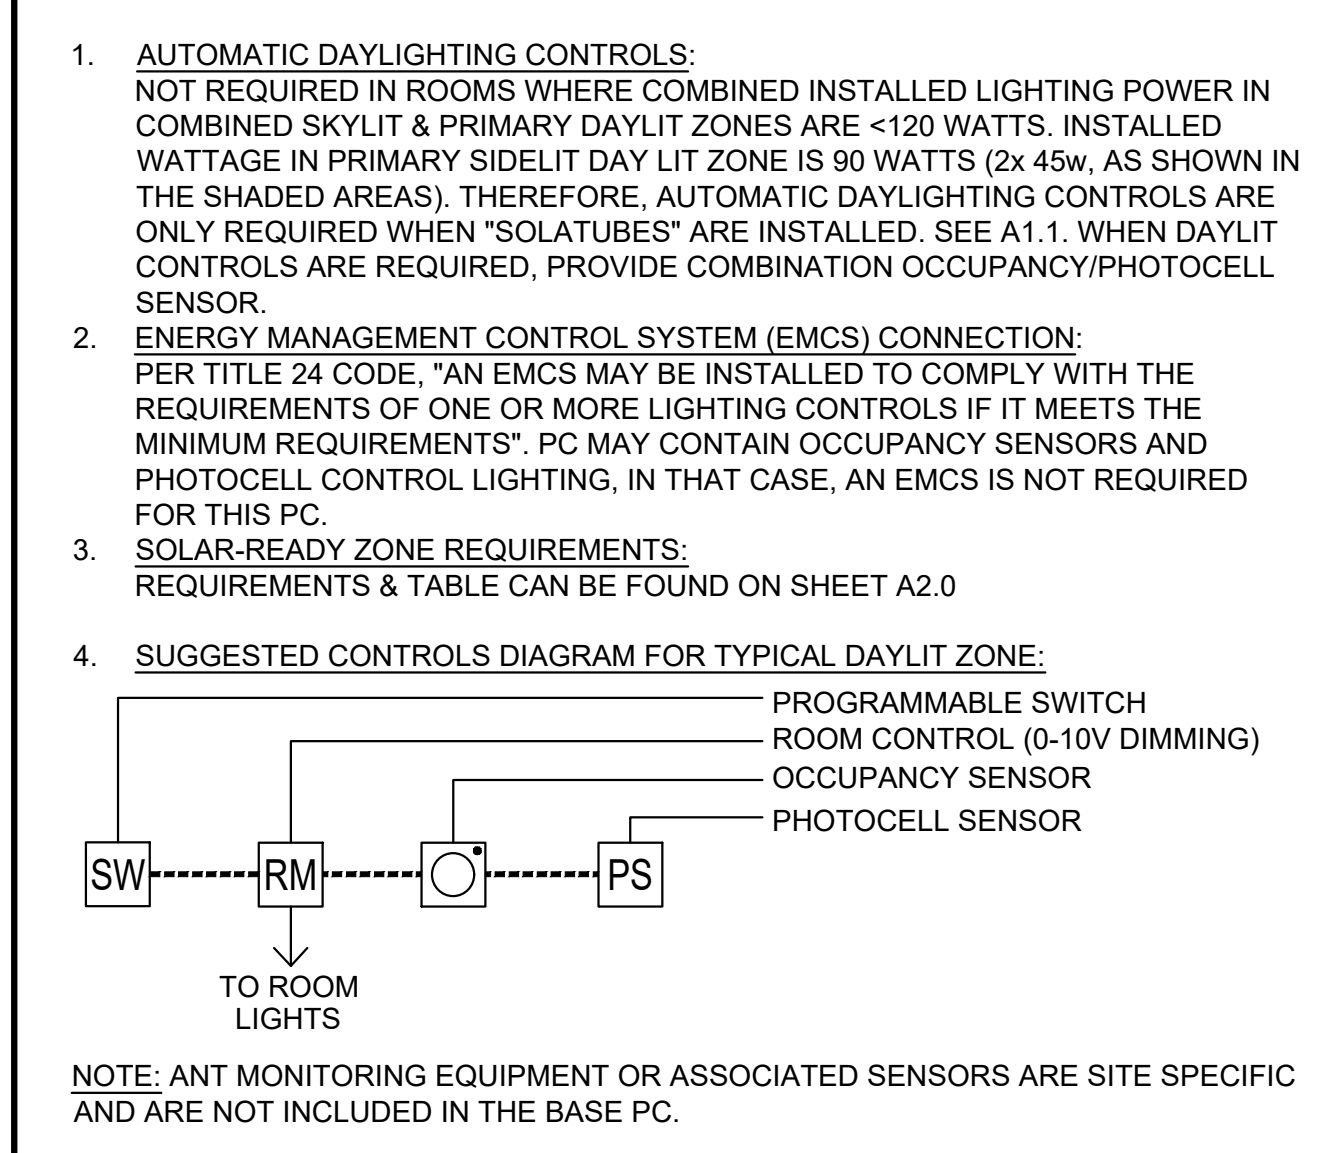 1. AUTOMATIC DAYLIGHTING CONTROLS:
NOT REQUIRED IN ROOMS WHERE COMBINED INSTALLED LIGHTING POWER IN
COMBINED SKYLIT & PRIMARY DAYLIT ZONES ARE <120 WATTS. INSTALLED
WATTAGE IN PRIMARY SIDELIT DAY LIT ZONE IS 90 WATTS (2x 45w, AS SHOWN IN
THE SHADED AREAS). THEREFORE, AUTOMATIC DAYLIGHTING CONTROLS ARE
ONLY REQUIRED WHEN "SOLATUBES" ARE INSTALLED. SEE A1.1. WHEN DAYLIT
CONTROLS ARE REQUIRED, PROVIDE COMBINATION OCCUPANCY/PHOTOCELL
SENSOR.
2. ENERGY MANAGEMENT CONTROL SYSTEM (EMCS) CONNECTION:
PER TITLE 24 CODE, "AN EMCS MAY BE INSTALLED TO COMPLY WITH THE
REQUIREMENTS OF ONE OR MORE LIGHTING CONTROLS IF IT MEETS THE
MINIMUM REQUIREMENTS". PC MAY CONTAIN OCCUPANCY SENSORS AND
PHOTOCELL CONTROL LIGHTING, IN THAT CASE, AN EMCS IS NOT REQUIRED
FOR THIS PC.
3. SOLAR-READY ZONE REQUIREMENTS:
REQUIREMENTS & TABLE CAN BE FOUND ON SHEET A2.0
4. SUGGESTED CONTROLS DIAGRAM FOR TYPICAL DAYLIT ZONE:
PROGRAMMABLE SWITCH
ROOM CONTROL (0-10V DIMMING)
OCCUPANCY SENSOR
PHOTOCELL SENSOR
SW RM PS
TO ROOM
LIGHTS
NOTE: ANT MONITORING EQUIPMENT OR ASSOCIATED SENSORS ARE SITE SPECIFIC
AND ARE NOT INCLUDED IN THE BASE PC.